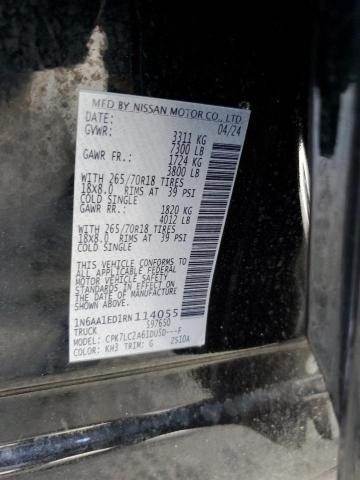 MFD BY NISSAN MOTOR CO., LTD
DATE: 04/24
GVWR: 3311 KG
7300 LB
GAWR FR.: 1724 KG
3800 LB
WITH 265/70R18 TIRES
18X8.0 RIMS AT 39 PSI
COLD SINGLE
GAWR RR.: 1820 KG
4012 LB
WITH 265/70R18 TIRES
18X8.0 RIMS AT 39 PSI
COLD SINGLE
THIS VEHICLE CONFORMS TO ALL
APPLICABLE FEDERAL
MOTOR VEHICLE SAFETY
STANDARDS IN EFFECT ON
THE DATE OF MANUFACTURE
SHOWN ABOVE
1N6AA1ED1RN114055
TRUCK S97650
MODEL: CPK7LC2A61DUSD---F
COLOR: KH3 TRIM: G 2S10A